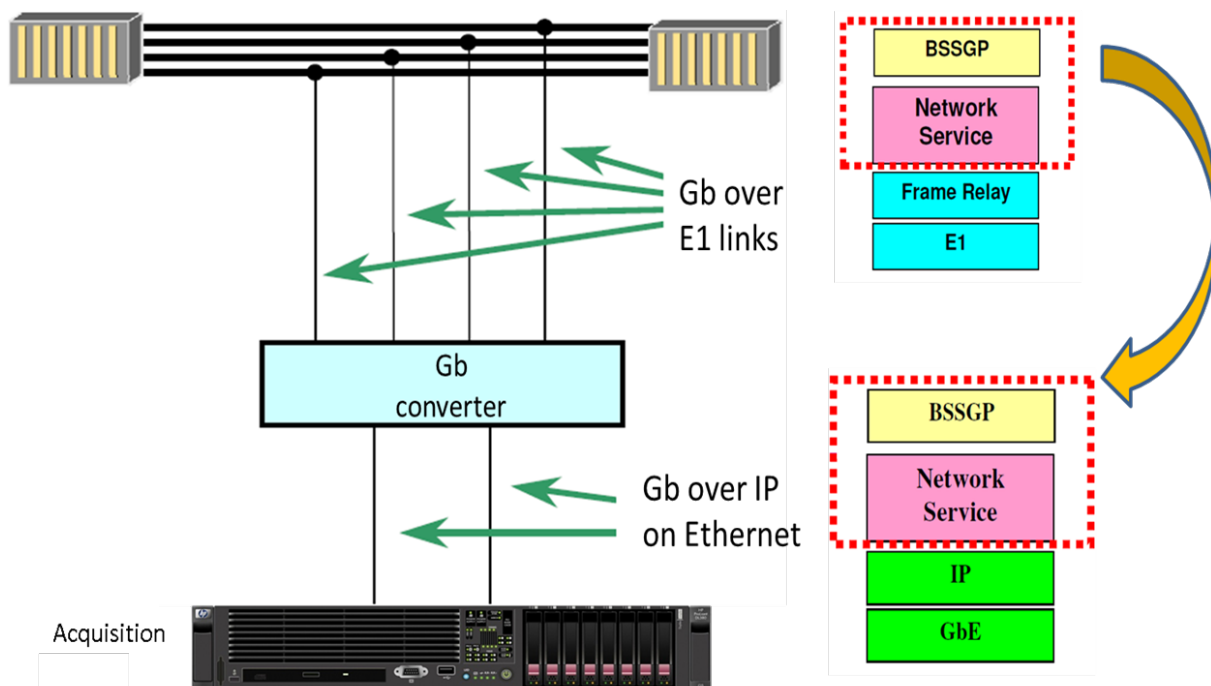 BSSGP
Network
Service
Frame Relay
E1
Gb over
E1 links
Gb
converter
BSSGP
Network
Service
IP
GbE
Gb over IP
on Ethernet
Acquisition
hp